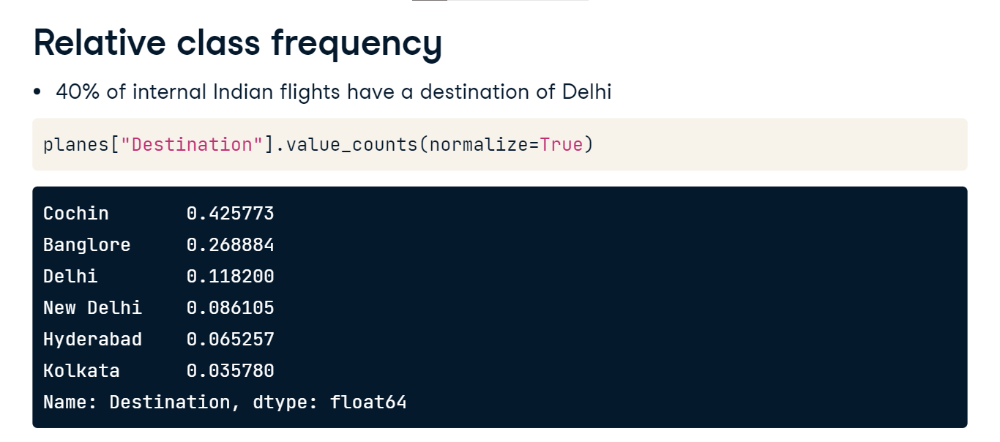 Relative class frequency
• 40% of internal Indian flights have a destination of Delhi
planes["Destination"].value_counts(normalize=True)
Cochin       0.425773
Banglore     0.268884
Delhi        0.118200
New Delhi    0.086105
Hyderabad    0.065257
Kolkata      0.035780
Name: Destination, dtype: float64